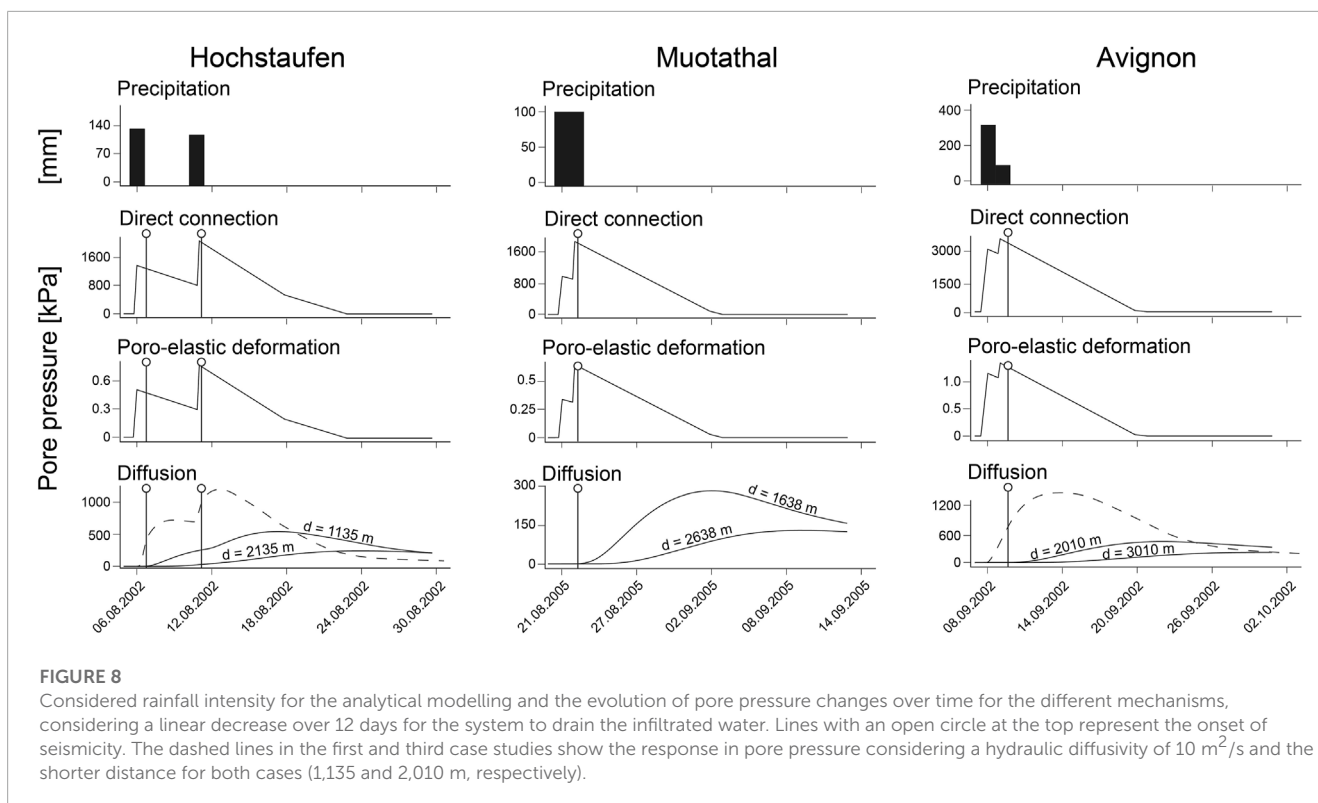 Hochstaufen
Muotathal
Avignon
Precipitation
Precipitation
Precipitation
[mm]
140
70
0
100
50
0
400
200
0
Direct connection
Direct connection
Direct connection
Pore pressure [kPa]
1600
800
0
1600
800
0
3000
1500
0
Poro-elastic deformation
Poro-elastic deformation
Poro-elastic deformation
0.6
0.3
0
0.5
0.25
0
1.0
0.5
0
Diffusion
Diffusion
Diffusion
1000
500
0
d = 1135 m
d = 2135 m
300
150
0
d = 1638 m
d = 2638 m
1200
600
0
d = 2010 m
d = 3010 m
06.08.2002
12.08.2002
18.08.2002
24.08.2002
30.08.2002
21.08.2005
27.08.2005
02.09.2005
08.09.2005
14.09.2005
08.09.2002
14.09.2002
20.09.2002
26.09.2002
02.10.2002
FIGURE 8
Considered rainfall intensity for the analytical modelling and the evolution of pore pressure changes over time for the different mechanisms,
considering a linear decrease over 12 days for the system to drain the infiltrated water. Lines with an open circle at the top represent the onset of
seismicity. The dashed lines in the first and third case studies show the response in pore pressure considering a hydraulic diffusivity of 10 m²/s and the
shorter distance for both cases (1,135 and 2,010 m, respectively).